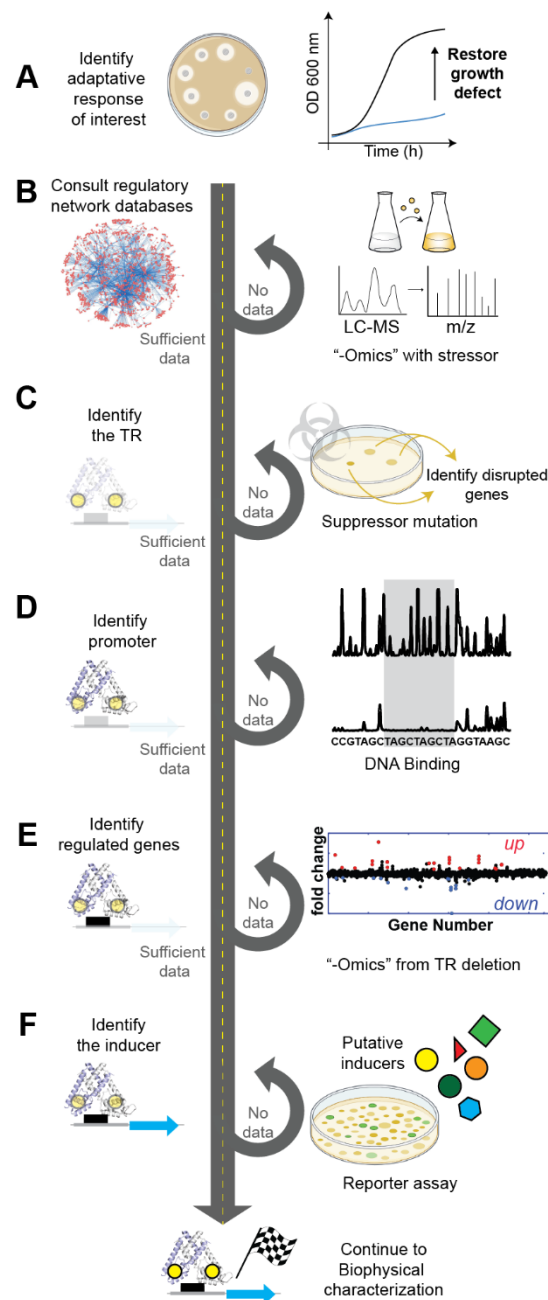 A
Identify
adaptative
response
of interest
OD 600 nm
Restore
growth
defect
Time (h)
B
Consult regulatory
network databases
No
data
Sufficient
data
LC-MS
m/z
“-Omics” with stressor
C
Identify
the TR
No
data
Sufficient
data
Identify disrupted
genes
Suppressor mutation
D
Identify
promoter
No
data
Sufficient
data
CCGTAGCTAGCTAGCTAGGTAAGC
DNA Binding
E
Identify
regulated genes
No
data
Sufficient
data
fold change
up
down
Gene Number
“-Omics” from TR deletion
F
Identify
the inducer
No
data
Putative
inducers
Reporter assay
Continue to
Biophysical
characterization